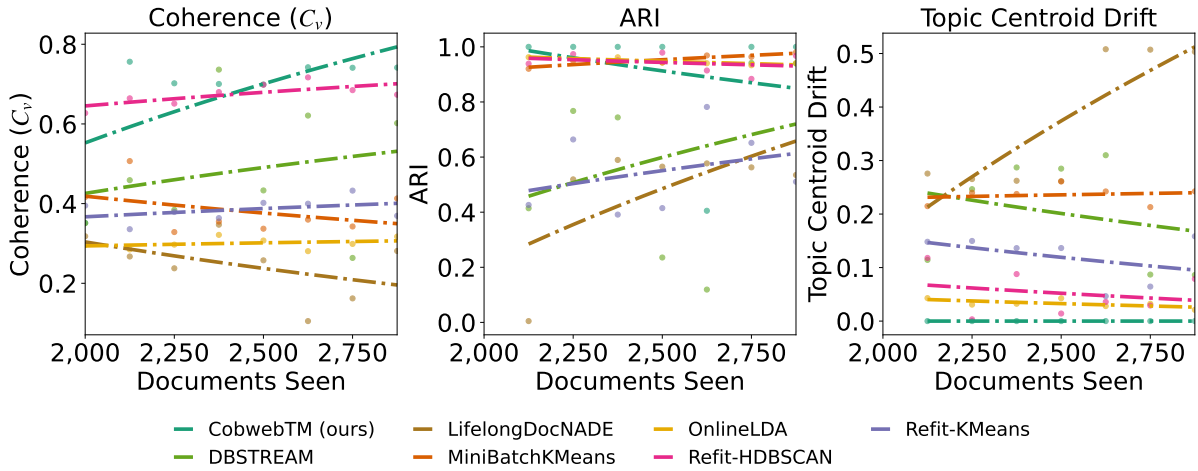 Coherence (Cᵥ)
ARI
Topic Centroid Drift
Coherence (Cᵥ)
0.8
0.6
0.4
0.2
2,000
2,250
2,500
2,750
Documents Seen
ARI
1.0
0.8
0.6
0.4
0.2
0.0
2,000
2,250
2,500
2,750
Documents Seen
Topic Centroid Drift
0.5
0.4
0.3
0.2
0.1
0.0
2,000
2,250
2,500
2,750
Documents Seen
CobwebTM (ours)
DBSTREAM
LifelongDocNADE
MiniBatchKMeans
OnlineLDA
Refit-HDBSCAN
Refit-KMeans